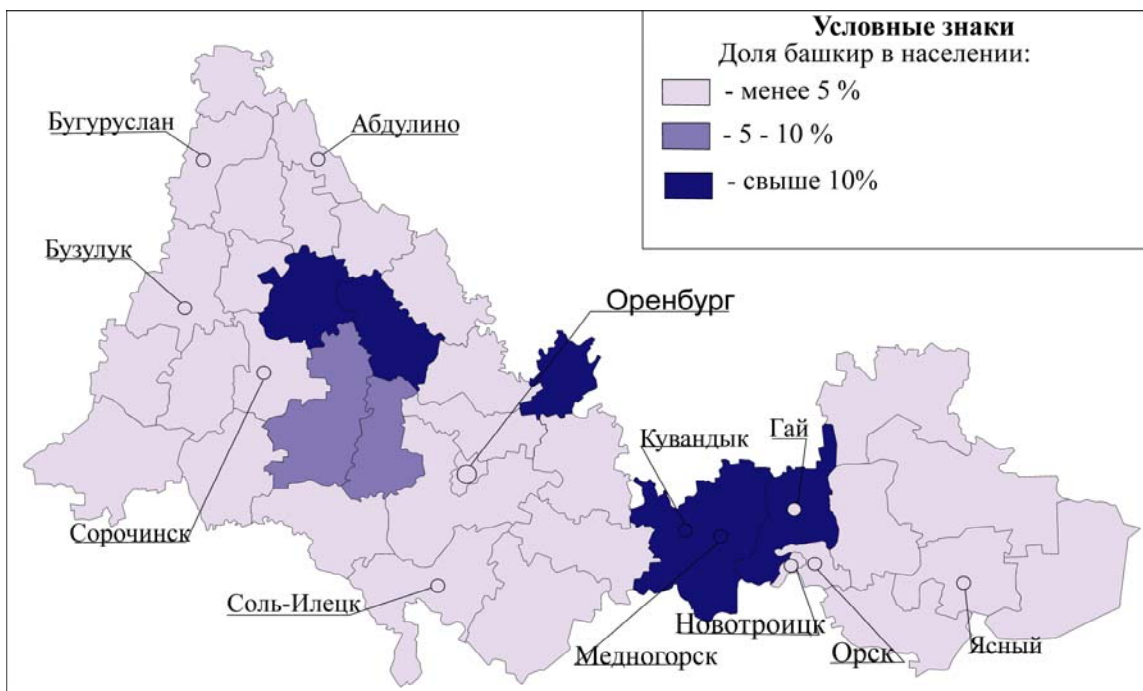 Условные знаки
Доля башкир в населении:
- менее 5 %
- 5 - 10 %
- свыше 10%
Бугуруслан
Абдулино
Бузулук
Оренбург
Кувандык
Гай
Сорочинск
Соль-Илецк
Новотроицк
Медногорск
Орск
Ясный